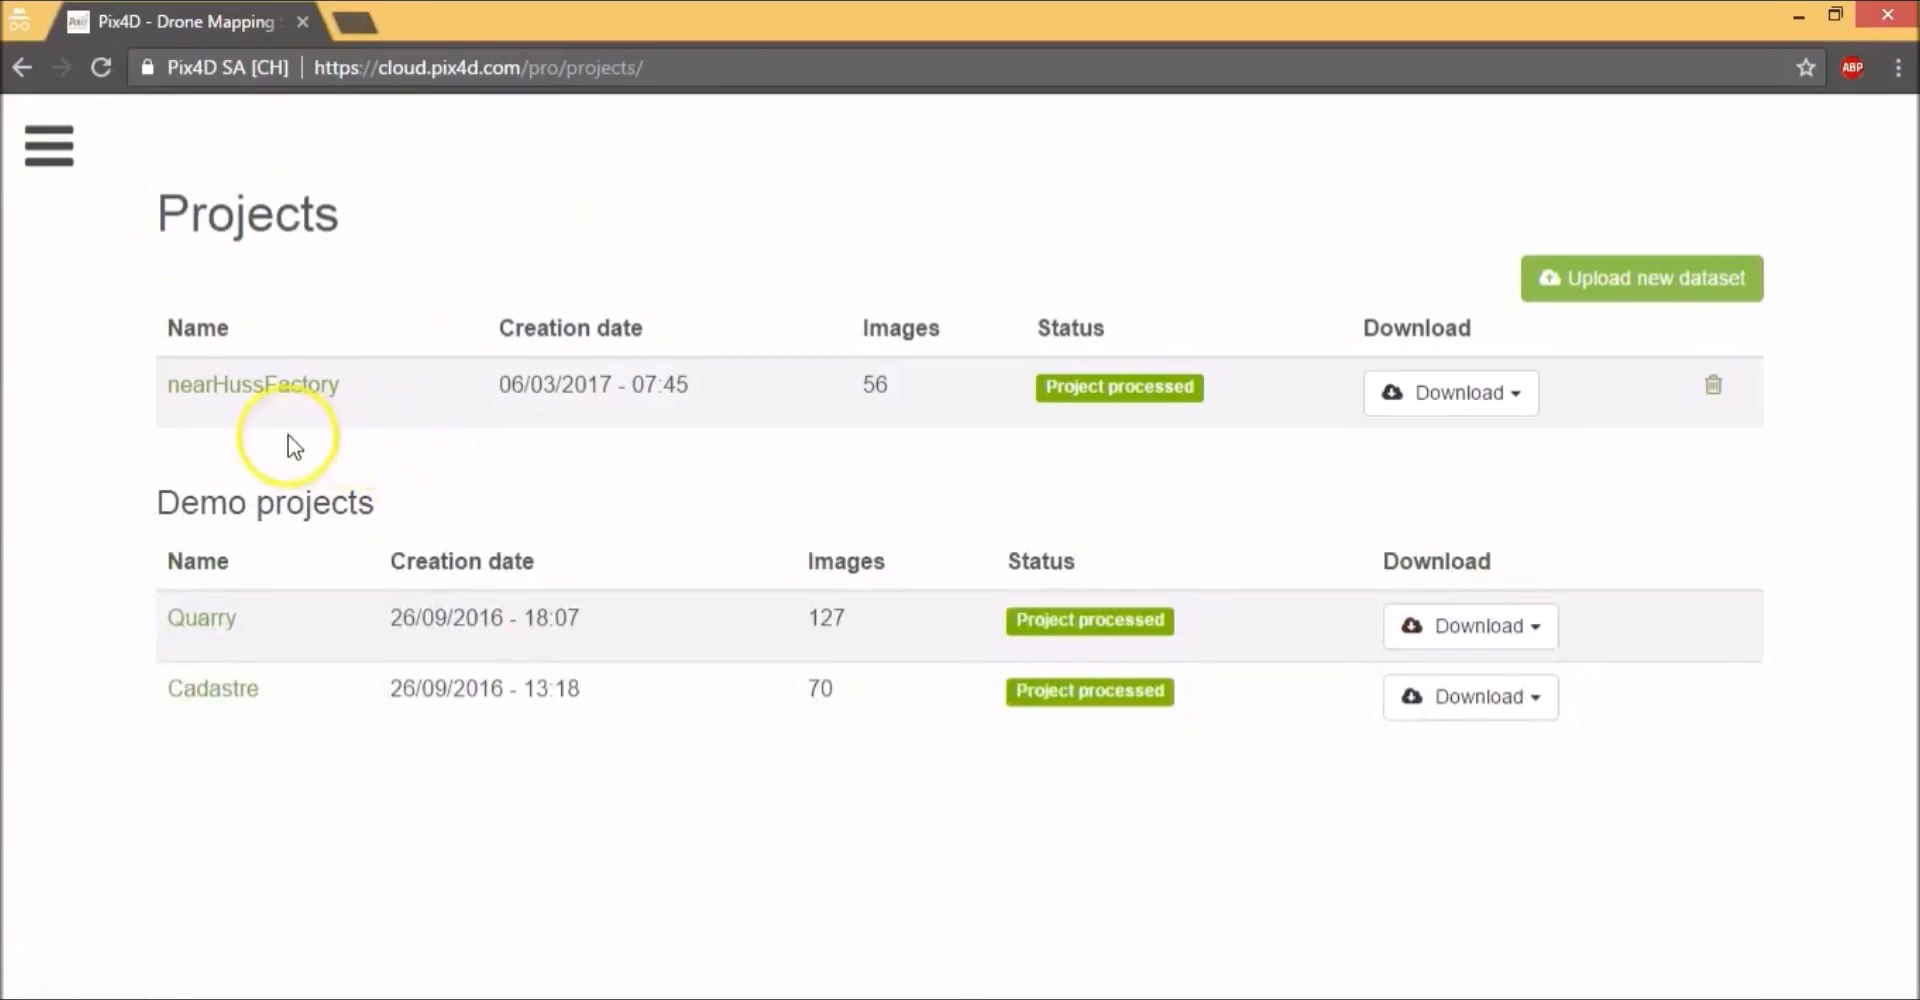 Pix4D - Drone Mapping
Pix4D SA [CH] | https://cloud.pix4d.com/pro/projects/
ABP
Projects
Upload new dataset
Name Creation date Images Status Download
nearHussFactory 06/03/2017 - 07:45 56 Project processed Download
Demo projects
Name Creation date Images Status Download
Quarry 26/09/2016 - 18:07 127 Project processed Download
Cadastre 26/09/2016 - 13:18 70 Project processed Download